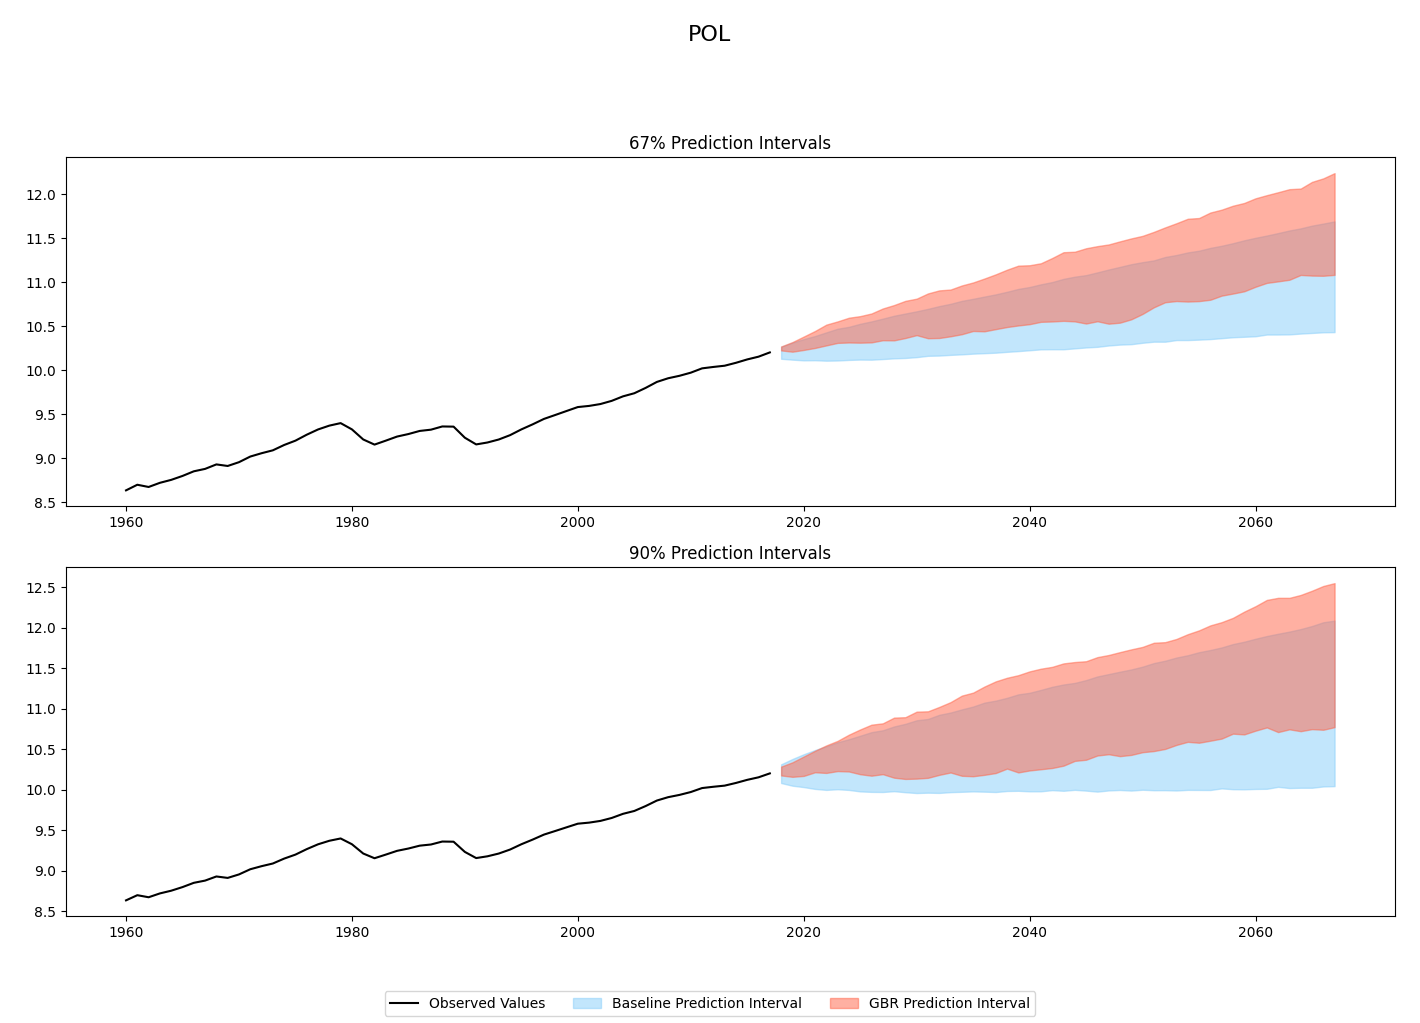 POL
67% Prediction Intervals
12.0
11.5
11.0
10.5
10.0
9.5
9.0
8.5
1960 1980 2000 2020 2040 2060
90% Prediction Intervals
12.5
12.0
11.5
11.0
10.5
10.0
9.5
9.0
8.5
1960 1980 2000 2020 2040 2060
Observed Values Baseline Prediction Interval GBR Prediction Interval